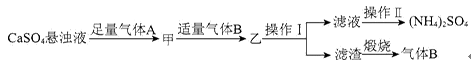 CaSO4悬浊液 足量气体A 甲 适量气体B 乙 操作Ⅰ
滤液 操作Ⅱ (NH4)2SO4
滤渣 煅烧 气体B